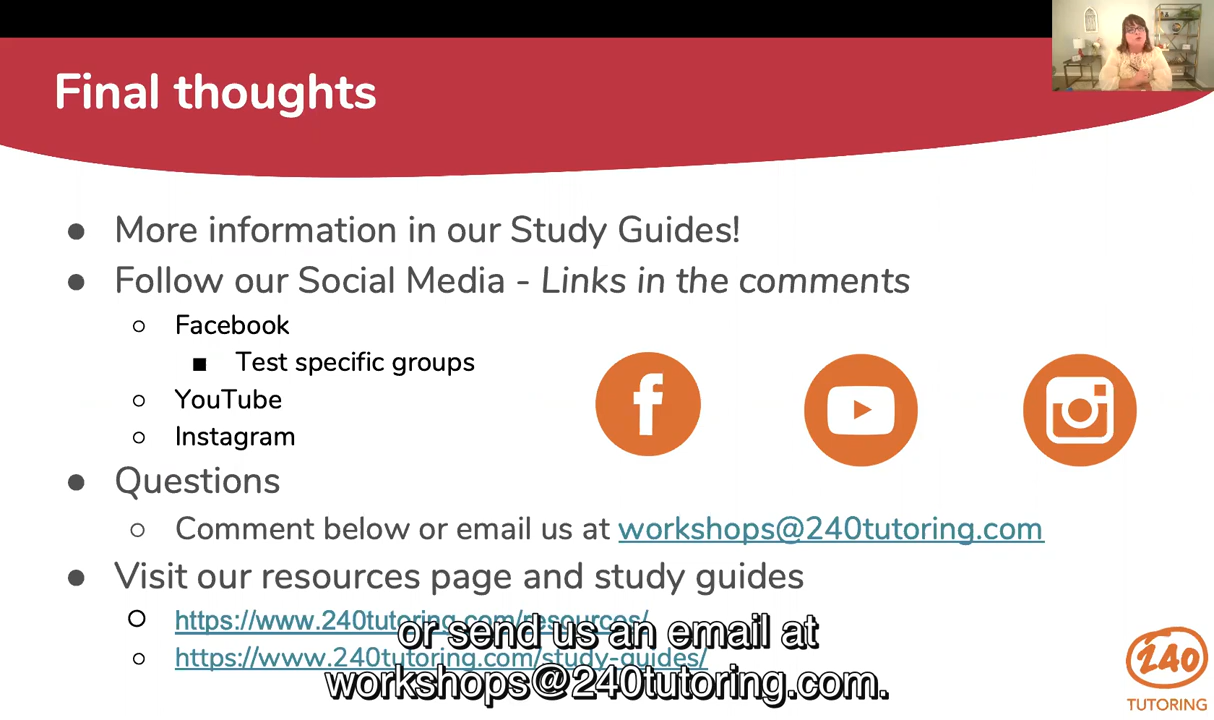 Final thoughts
More information in our Study Guides!
Follow our Social Media - Links in the comments
Facebook
Test specific groups
YouTube
Instagram
Questions
Comment below or email us at workshops@240tutoring.com
Visit our resources page and study guides
https://www.240tutoring.com/resources/
https://www.240tutoring.com/study-guides/
or send us an email at
workshops@240tutoring.com.
240
TUTORING